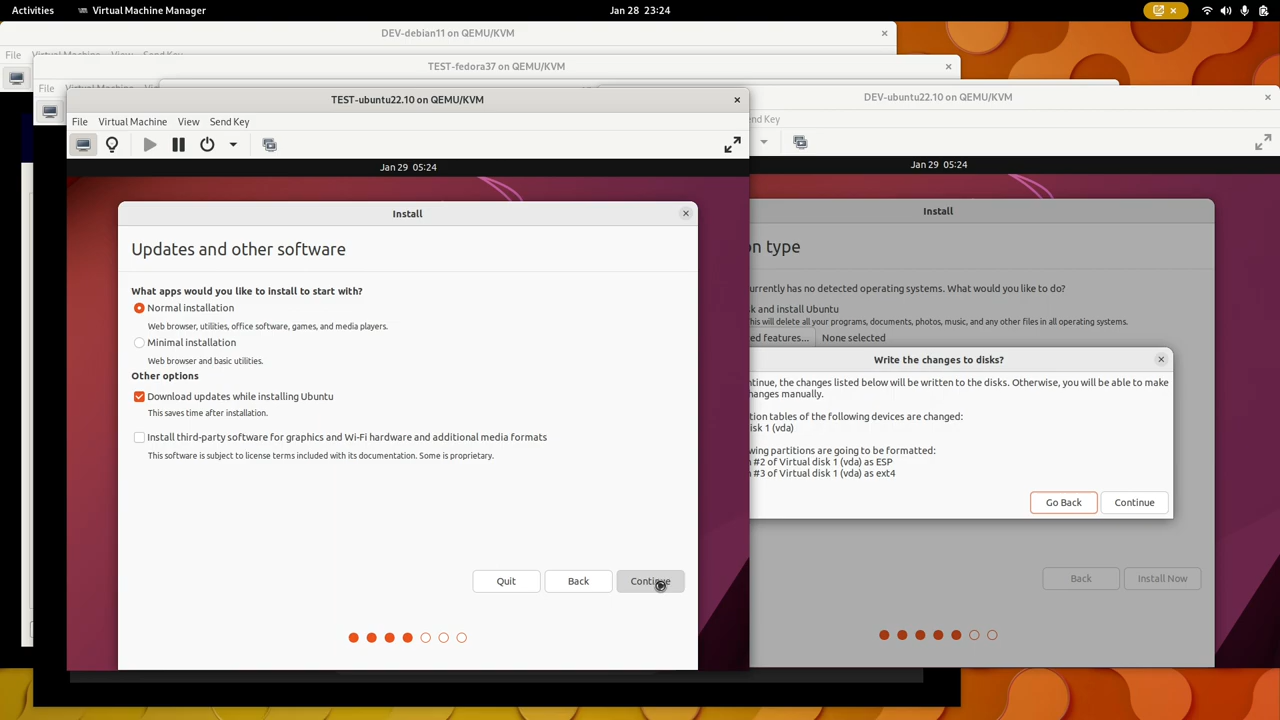 Activities
Virtual Machine Manager
Jan 28 23:24
DEV-debian11 on QEMU/KVM
File
TEST-fedora37 on QEMU/KVM
File
TEST-ubuntu22.10 on QEMU/KVM
File Virtual Machine View Send Key
Jan 29 05:24
Install
Updates and other software
What apps would you like to install to start with?
Normal installation
Web browser, utilities, office software, games, and media players.
Minimal installation
Web browser and basic utilities.
Other options
Download updates while installing Ubuntu
This saves time after installation.
Install third-party software for graphics and Wi-Fi hardware and additional media formats
This software is subject to license terms included with its documentation. Some is proprietary.
Quit
Back
Continue
DEV-ubuntu22.10 on QEMU/KVM
end Key
Jan 29 05:24
Install
on type
urrently has no detected operating systems. What would you like to do?
sk and install Ubuntu
his will delete all your programs, documents, photos, music, and any other files in all operating systems.
ed features...
None selected
Write the changes to disks?
ntinue, the changes listed below will be written to the disks. Otherwise, you will be able to make
hanges manually.
tion tables of the following devices are changed:
isk 1 (vda)
wing partitions are going to be formatted:
n #2 of Virtual disk 1 (vda) as ESP
n #3 of Virtual disk 1 (vda) as ext4
Go Back
Continue
Back
Install Now